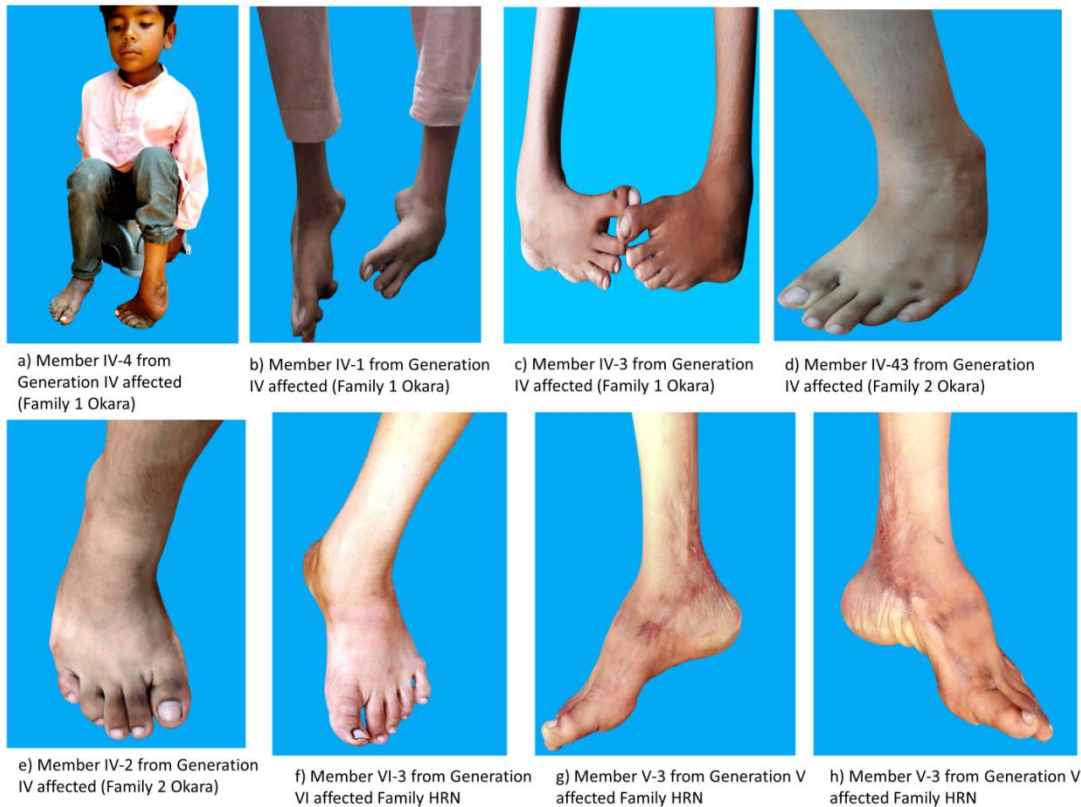 a) Member IV-4 from
Generation IV affected
(Family 1 Okara)
b) Member IV-1 from Generation
IV affected (Family 1 Okara)
c) Member IV-3 from Generation
IV affected (Family 1 Okara)
d) Member IV-43 from Generation
IV affected (Family 2 Okara)
e) Member IV-2 from Generation
IV affected (Family 2 Okara)
f) Member VI-3 from Generation
VI affected Family HRN
g) Member V-3 from Generation V
affected Family HRN
h) Member V-3 from Generation V
affected Family HRN